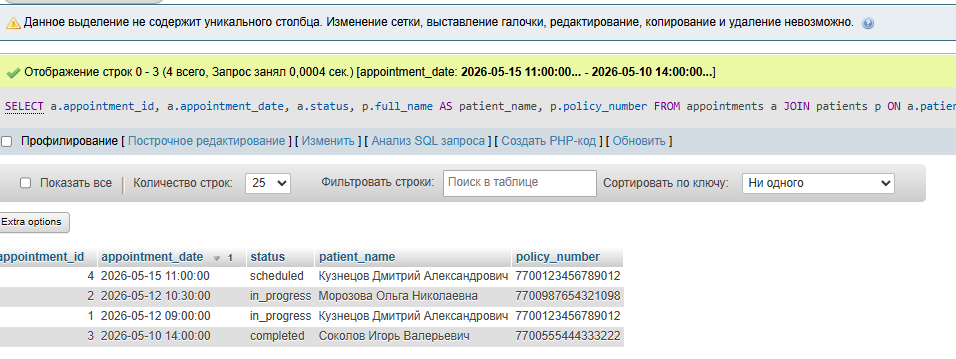 Данное выделение не содержит уникального столбца. Изменение сетки, выставление галочки, редактирование, копирование и удаление невозможно.
Отображение строк 0 - 3 (4 всего, Запрос занял 0,0004 сек.) [appointment_date: 2026-05-15 11:00:00... - 2026-05-10 14:00:00...]
SELECT a.appointment_id, a.appointment_date, a.status, p.full_name AS patient_name, p.policy_number FROM appointments a JOIN patients p ON a.patien
Профилирование [ Построчное редактирование ] [ Изменить ] [ Анализ SQL запроса ] [ Создать PHP-код ] [ Обновить ]
Показать все | Количество строк: 25 Фильтровать строки: Поиск в таблице Сортировать по ключу: Ни одного
Extra options
appointment_id appointment_date 1 status patient_name policy_number
4 2026-05-15 11:00:00 scheduled Кузнецов Дмитрий Александрович 7700123456789012
2 2026-05-12 10:30:00 in_progress Морозова Ольга Николаевна 7700987654321098
1 2026-05-12 09:00:00 in_progress Кузнецов Дмитрий Александрович 7700123456789012
3 2026-05-10 14:00:00 completed Соколов Игорь Валерьевич 7700555444333222